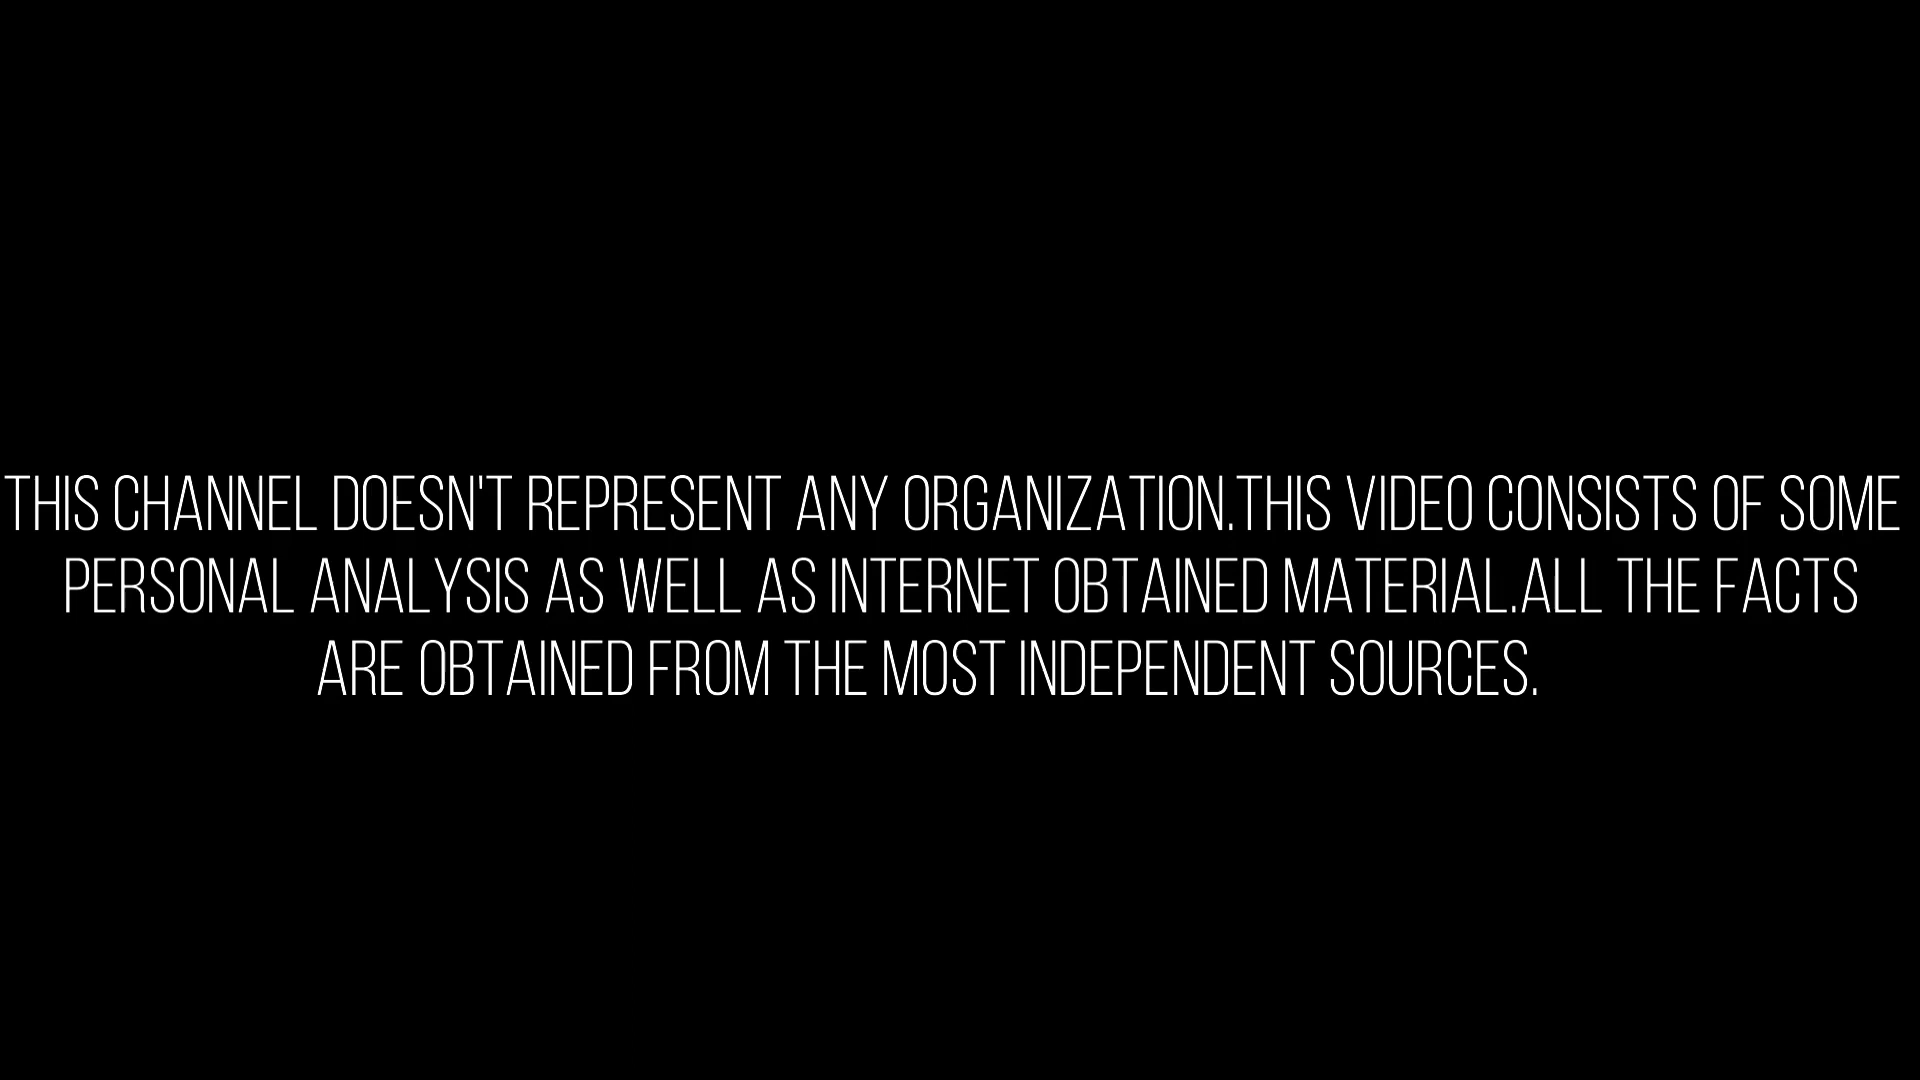 THIS CHANNEL DOESN'T REPRESENT ANY ORGANIZATION.THIS VIDEO CONSISTS OF SOME
PERSONAL ANALYSIS AS WELL AS INTERNET OBTAINED MATERIAL.ALL THE FACTS
ARE OBTAINED FROM THE MOST INDEPENDENT SOURCES.